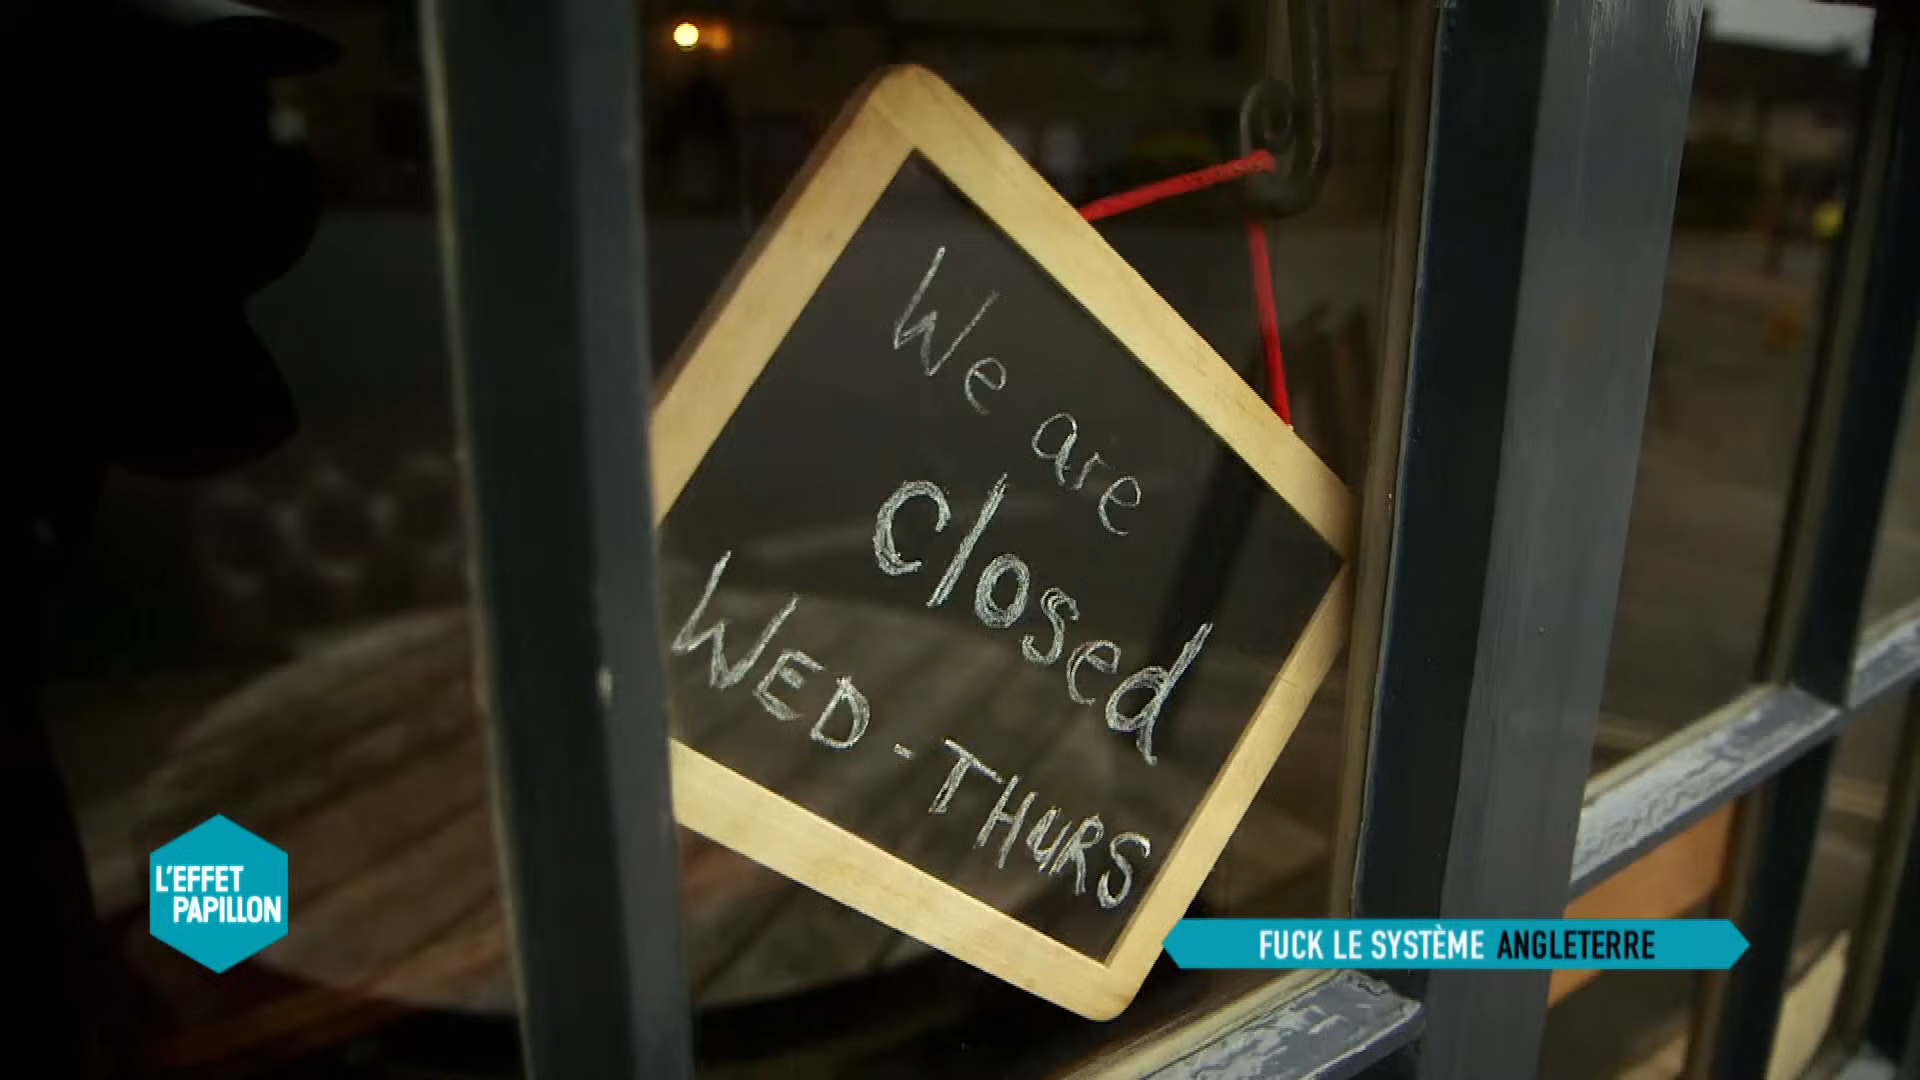 We are
Closed
WED-THURS
L'EFFET
PAPILLON
FUCK LE SYSTÈME ANGLETERRE